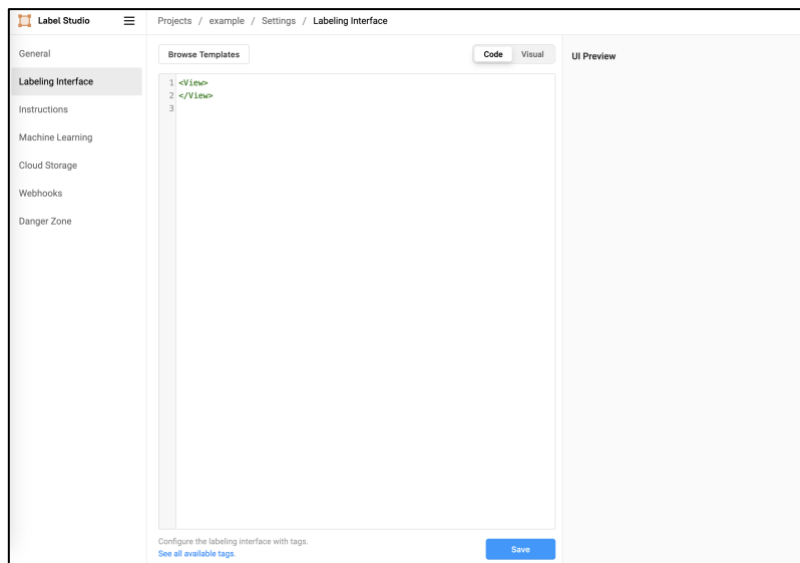 Label Studio
Projects / example / Settings / Labeling Interface
General
Labeling Interface
Instructions
Machine Learning
Cloud Storage
Webhooks
Danger Zone
Browse Templates
Code Visual
1 <View>
2 </View>
3
Configure the labeling interface with tags.
See all available tags.
Save
UI Preview